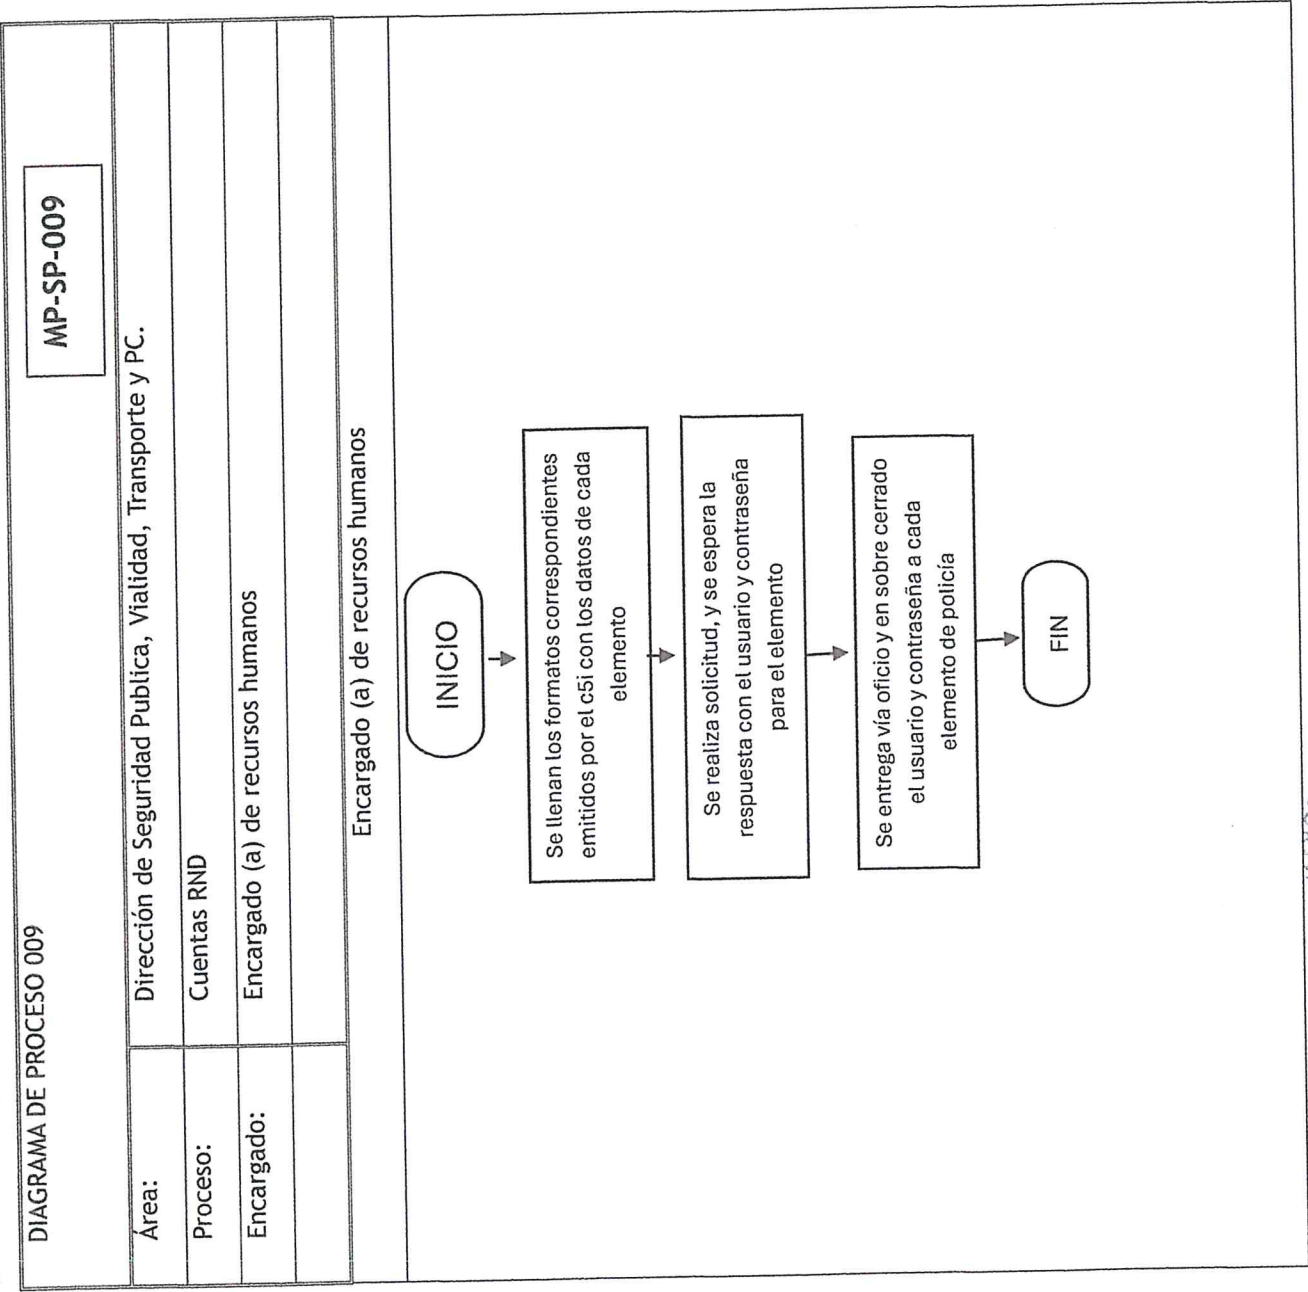 DIAGRAMA DE PROCESO 009
MP-SP-009
Área:
Dirección de Seguridad Publica, Vialidad, Transporte y PC.
Proceso:
Cuentas RND
Encargado:
Encargado (a) de recursos humanos
Encargado (a) de recursos humanos
INICIO
Se llenan los formatos correspondientes
emitidos por el c5i con los datos de cada
elemento
Se realiza solicitud, y se espera la
respuesta con el usuario y contraseña
para el elemento
Se entrega vía oficio y en sobre cerrado
el usuario y contraseña a cada
elemento de policía
FIN